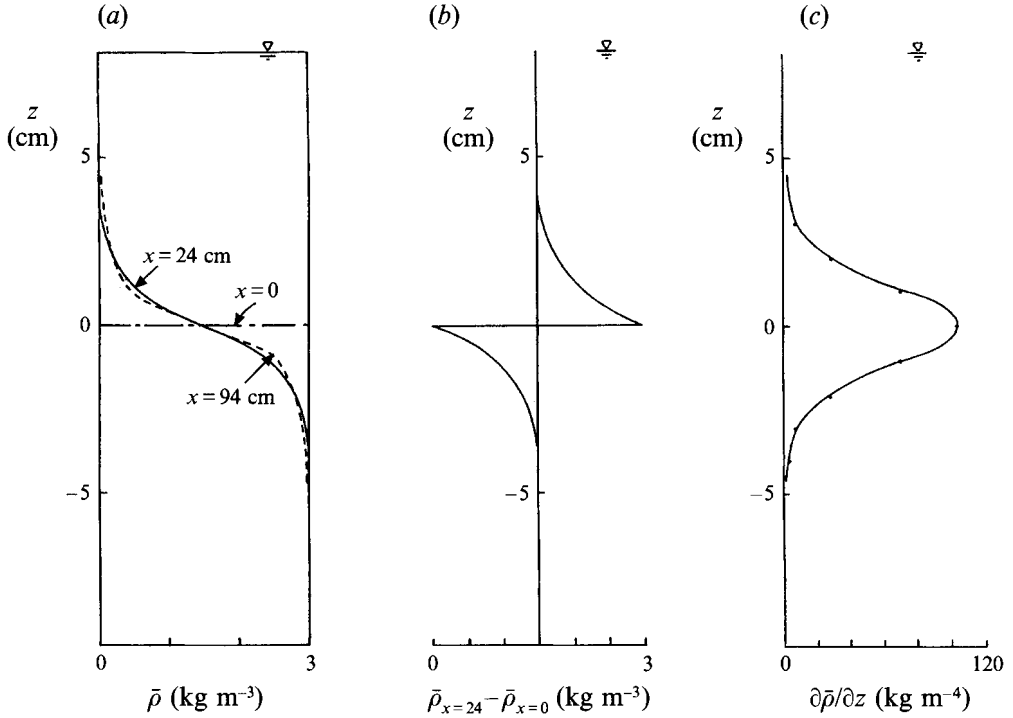 (a)
z
(cm)
5
0
−5
x = 24 cm
x = 0
x = 94 cm
0
3
ρ̄ (kg m⁻³)
(b)
z
(cm)
5
−5
0
3
ρ̄ₓ₌₂₄ − ρ̄ₓ₌₀ (kg m⁻³)
(c)
z
(cm)
5
0
−5
0
120
∂ρ̄/∂z (kg m⁻⁴)